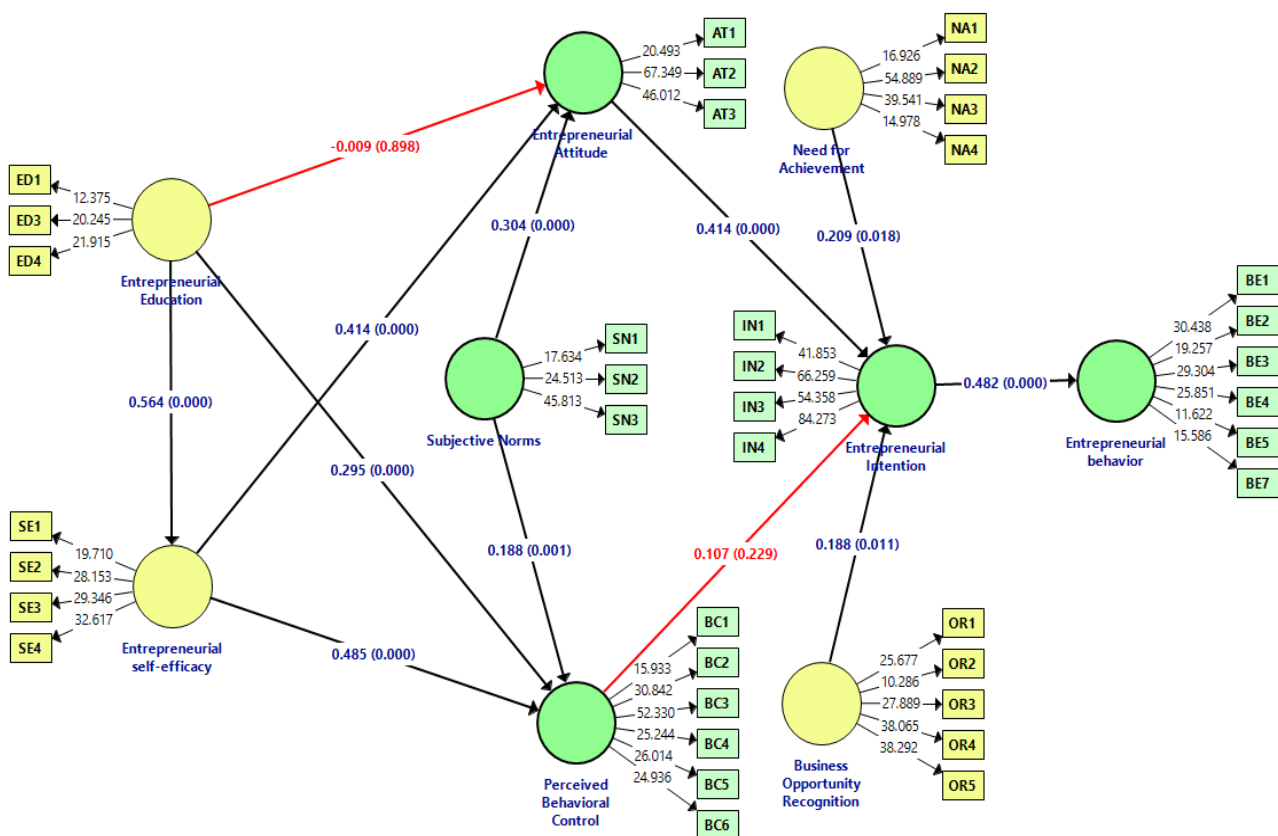 AT1
AT2
AT3
20.493
67.349
46.012
Entrepreneurial
Attitude
NA1
NA2
NA3
NA4
16.926
54.889
39.541
14.978
Need for
Achievement
-0.009 (0.898)
ED1
ED3
ED4
12.375
20.245
21.915
Entrepreneurial
Education
0.304 (0.000)
0.414 (0.000)
0.209 (0.018)
0.414 (0.000)
0.564 (0.000)
0.295 (0.000)
SN1
SN2
SN3
17.634
24.513
45.813
Subjective Norms
IN1
IN2
IN3
IN4
41.853
66.259
54.358
84.273
Entrepreneurial
Intention
0.482 (0.000)
BE1
BE2
BE3
BE4
BE5
BE7
30.438
19.257
29.304
25.851
11.622
15.586
Entrepreneurial
behavior
0.188 (0.001)
0.107 (0.229)
0.188 (0.011)
SE1
SE2
SE3
SE4
19.710
28.153
29.346
32.617
Entrepreneurial
self-efficacy
0.485 (0.000)
BC1
BC2
BC3
BC4
BC5
BC6
15.933
30.842
52.330
25.244
26.014
24.936
Perceived
Behavioral
Control
OR1
OR2
OR3
OR4
OR5
25.677
10.286
27.889
38.065
38.292
Business
Opportunity
Recognition